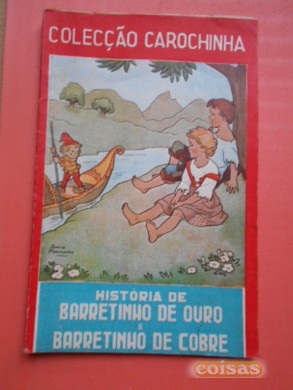 COLECÇÃO CAROCHINHA
HISTÓRIA DE
BARRETINHO DE OURO
E
BARRETINHO DE COBRE
coisas